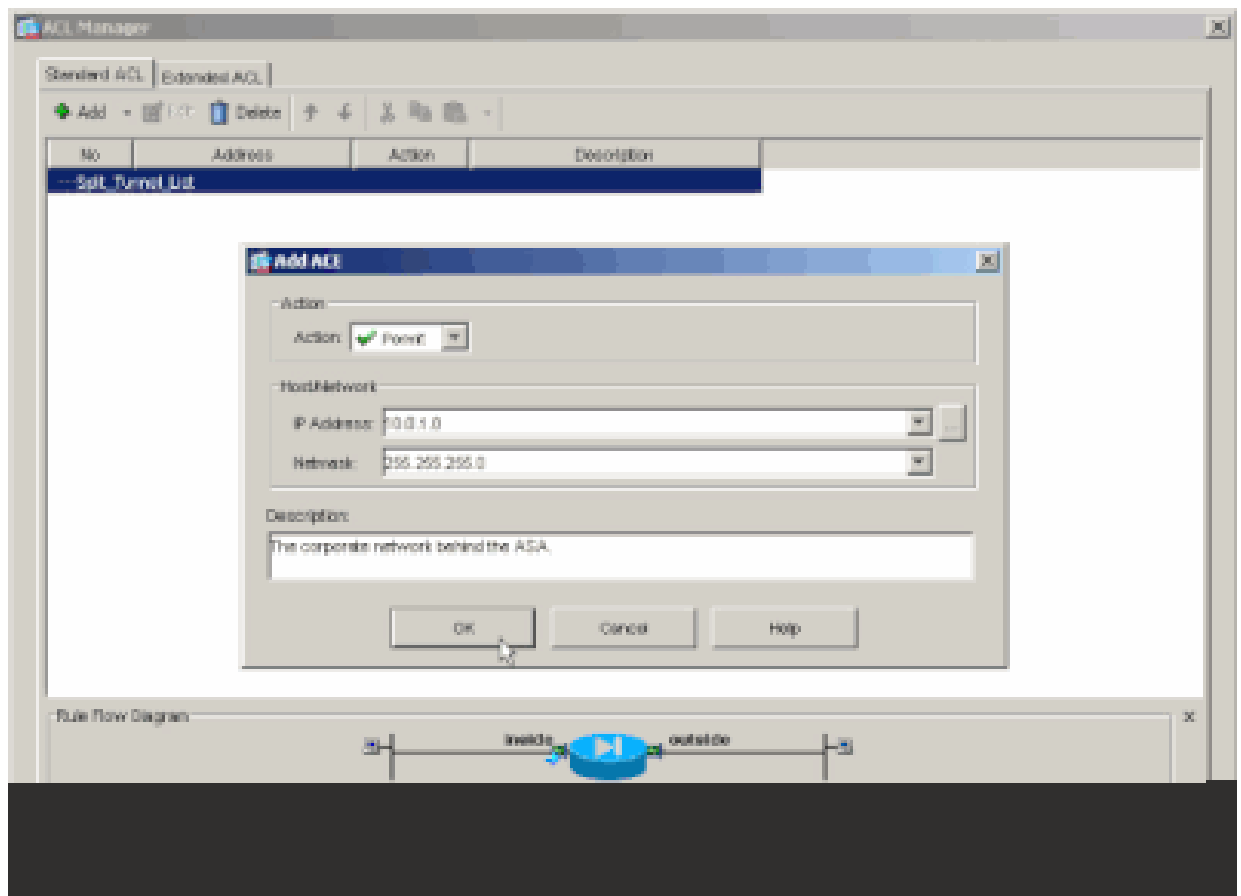 ACL Manager
Standard ACL Extended ACL
Add Edit Delete
No Address Action Description
Split_Tunnel_List
Add ACE
Action
Action: Permit
Host/Network
IP Address: 10.0.1.0 ...
Netmask: 255.255.255.0
Description:
The corporate network behind the ASA.
OK Cancel Help
Rule Flow Diagram
inside outside